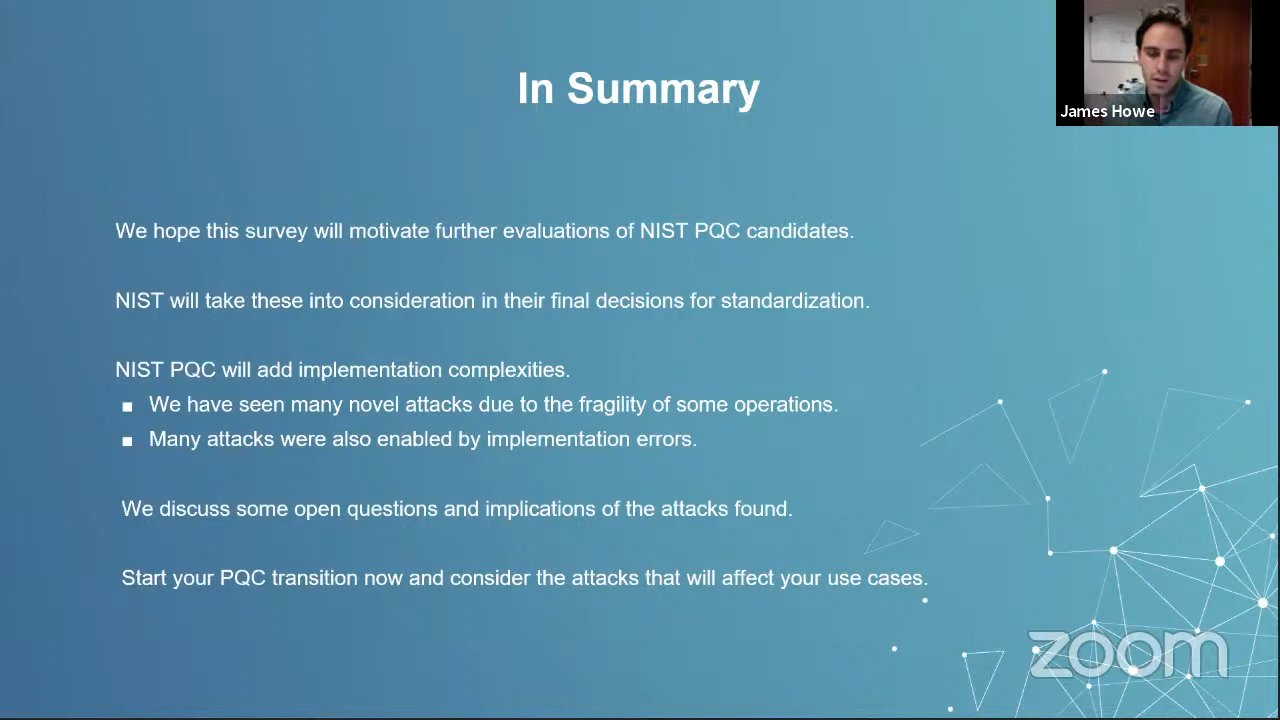 In Summary
James Howe
We hope this survey will motivate further evaluations of NIST PQC candidates.
NIST will take these into consideration in their final decisions for standardization.
NIST PQC will add implementation complexities.
■ We have seen many novel attacks due to the fragility of some operations.
■ Many attacks were also enabled by implementation errors.
We discuss some open questions and implications of the attacks found.
Start your PQC transition now and consider the attacks that will affect your use cases.
zoom